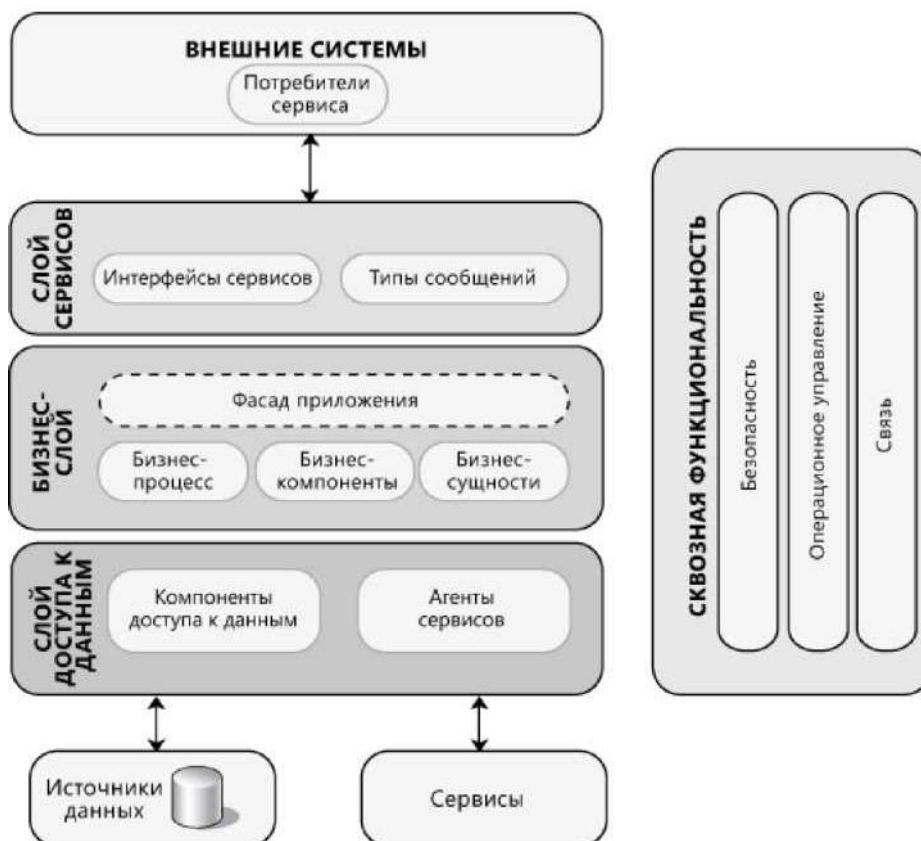 ВНЕШНИЕ СИСТЕМЫ
Потребители
сервиса
СЛОЙ
СЕРВИСОВ
Интерфейсы сервисов
Типы сообщений
БИЗНЕС-
СЛОЙ
Фасад приложения
Бизнес-
процесс
Бизнес-
компоненты
Бизнес-
сущности
СЛОЙ
ДОСТУПА К
ДАННЫМ
Компоненты
доступа к данным
Агенты
сервисов
Источники
данных
Сервисы
СКВОЗНАЯ ФУНКЦИОНАЛЬНОСТЬ
Безопасность
Операционное управление
Связь